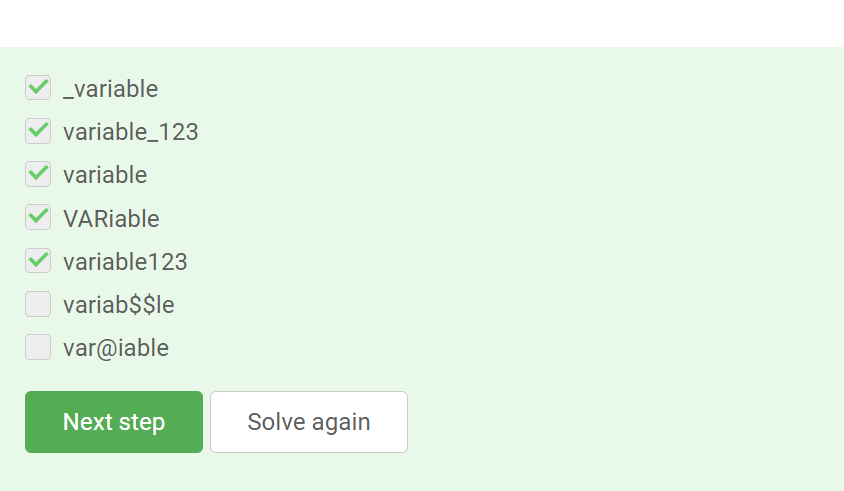 _variable
variable_123
variable
VARiable
variable123
variab$$le
var@iable
Next step Solve again